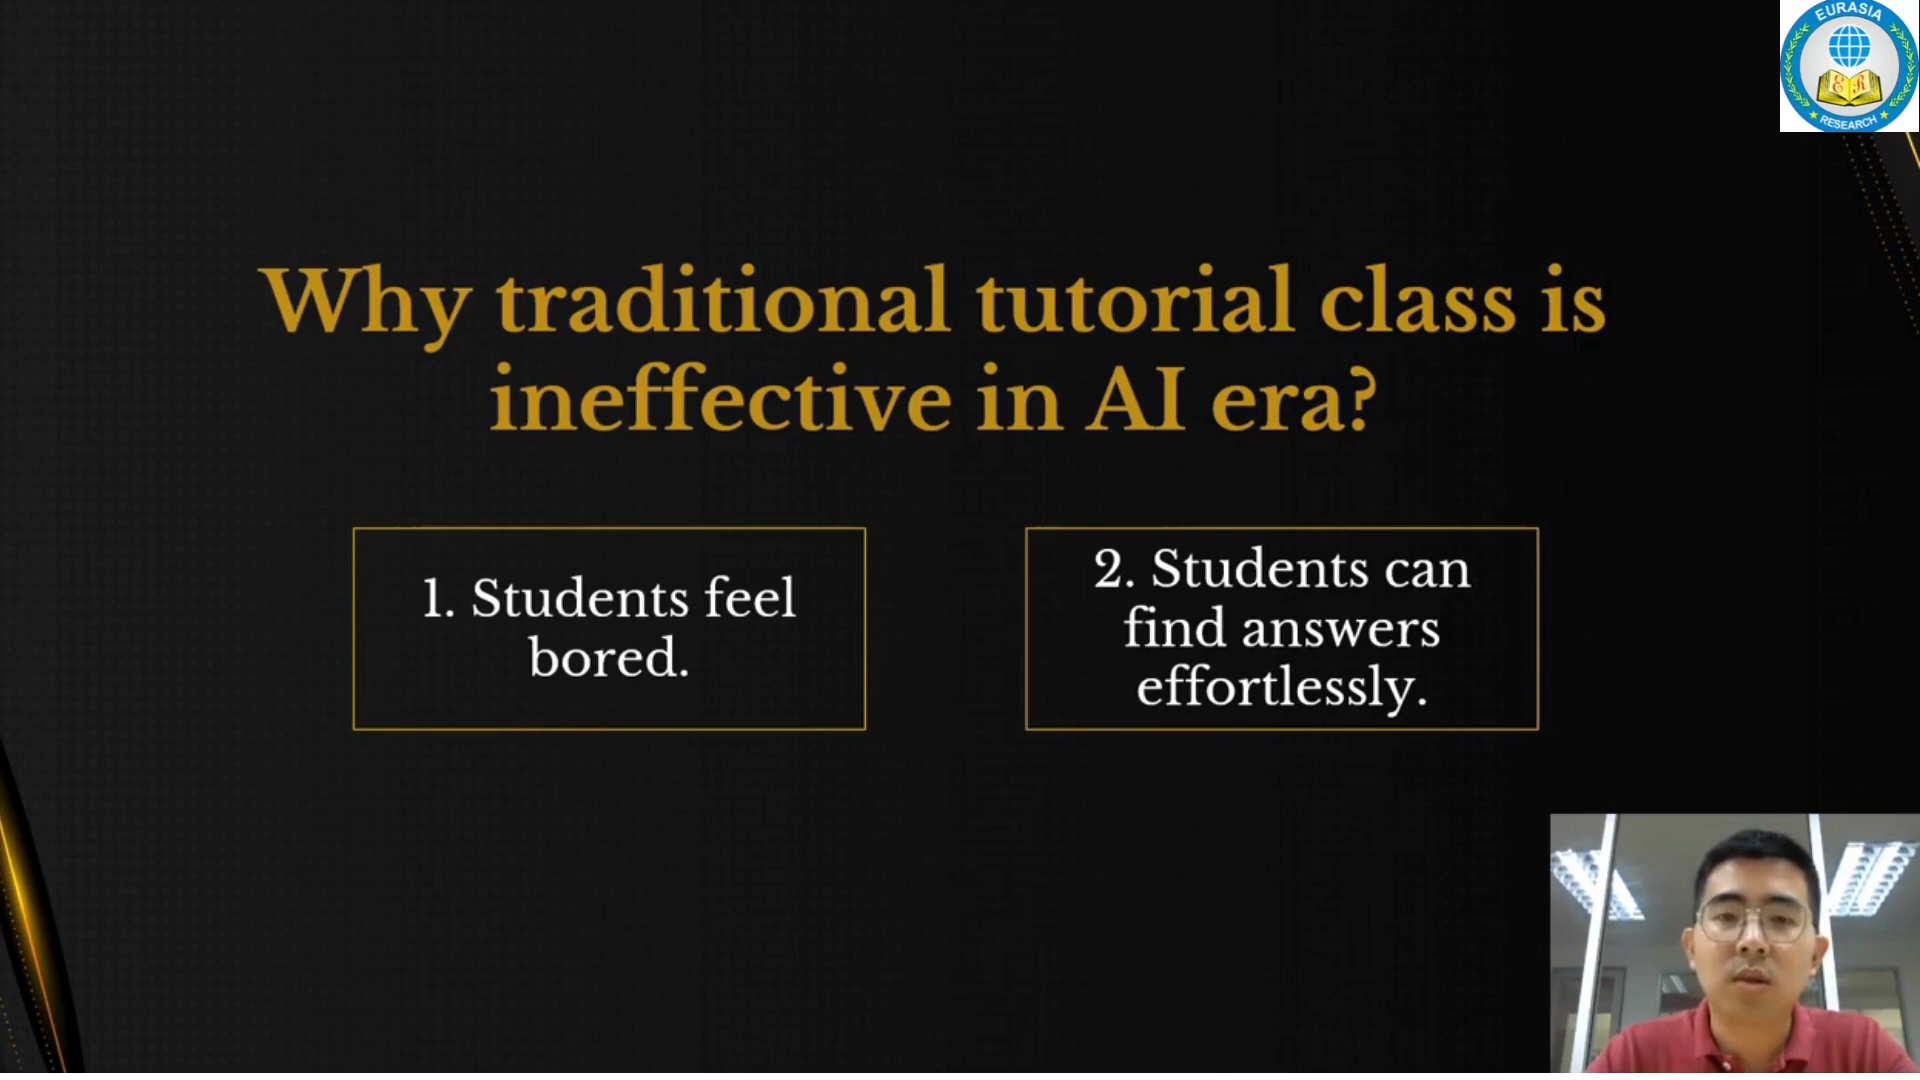 EURASIA
E R
RESEARCH
Why traditional tutorial class is
ineffective in AI era?
1. Students feel
bored.
2. Students can
find answers
effortlessly.